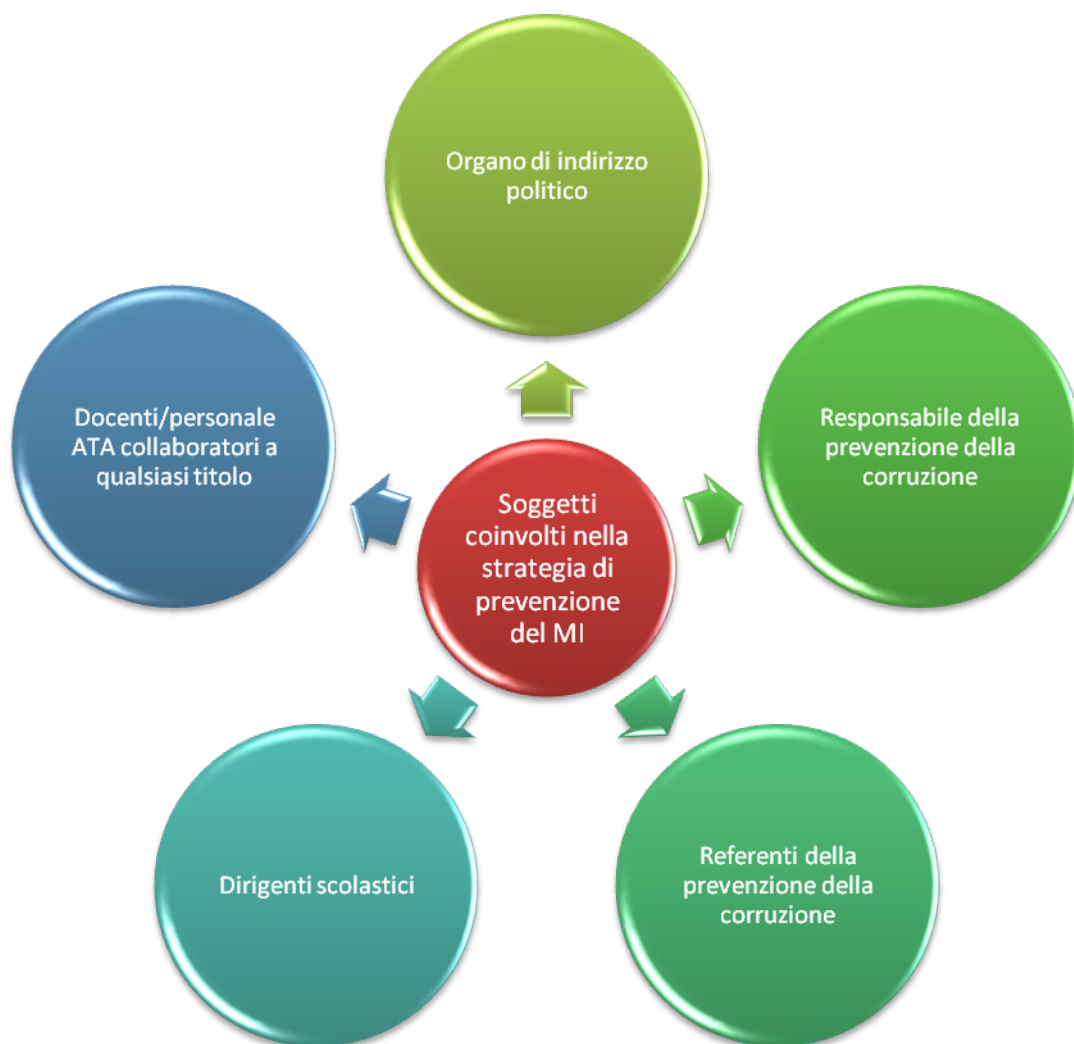 Organo di indirizzo
politico
Responsabile della
prevenzione della
corruzione
Referenti della
prevenzione della
corruzione
Dirigenti scolastici
Docenti/personale
ATA collaboratori a
qualsiasi titolo
Soggetti
coinvolti nella
strategia di
prevenzione
del MI